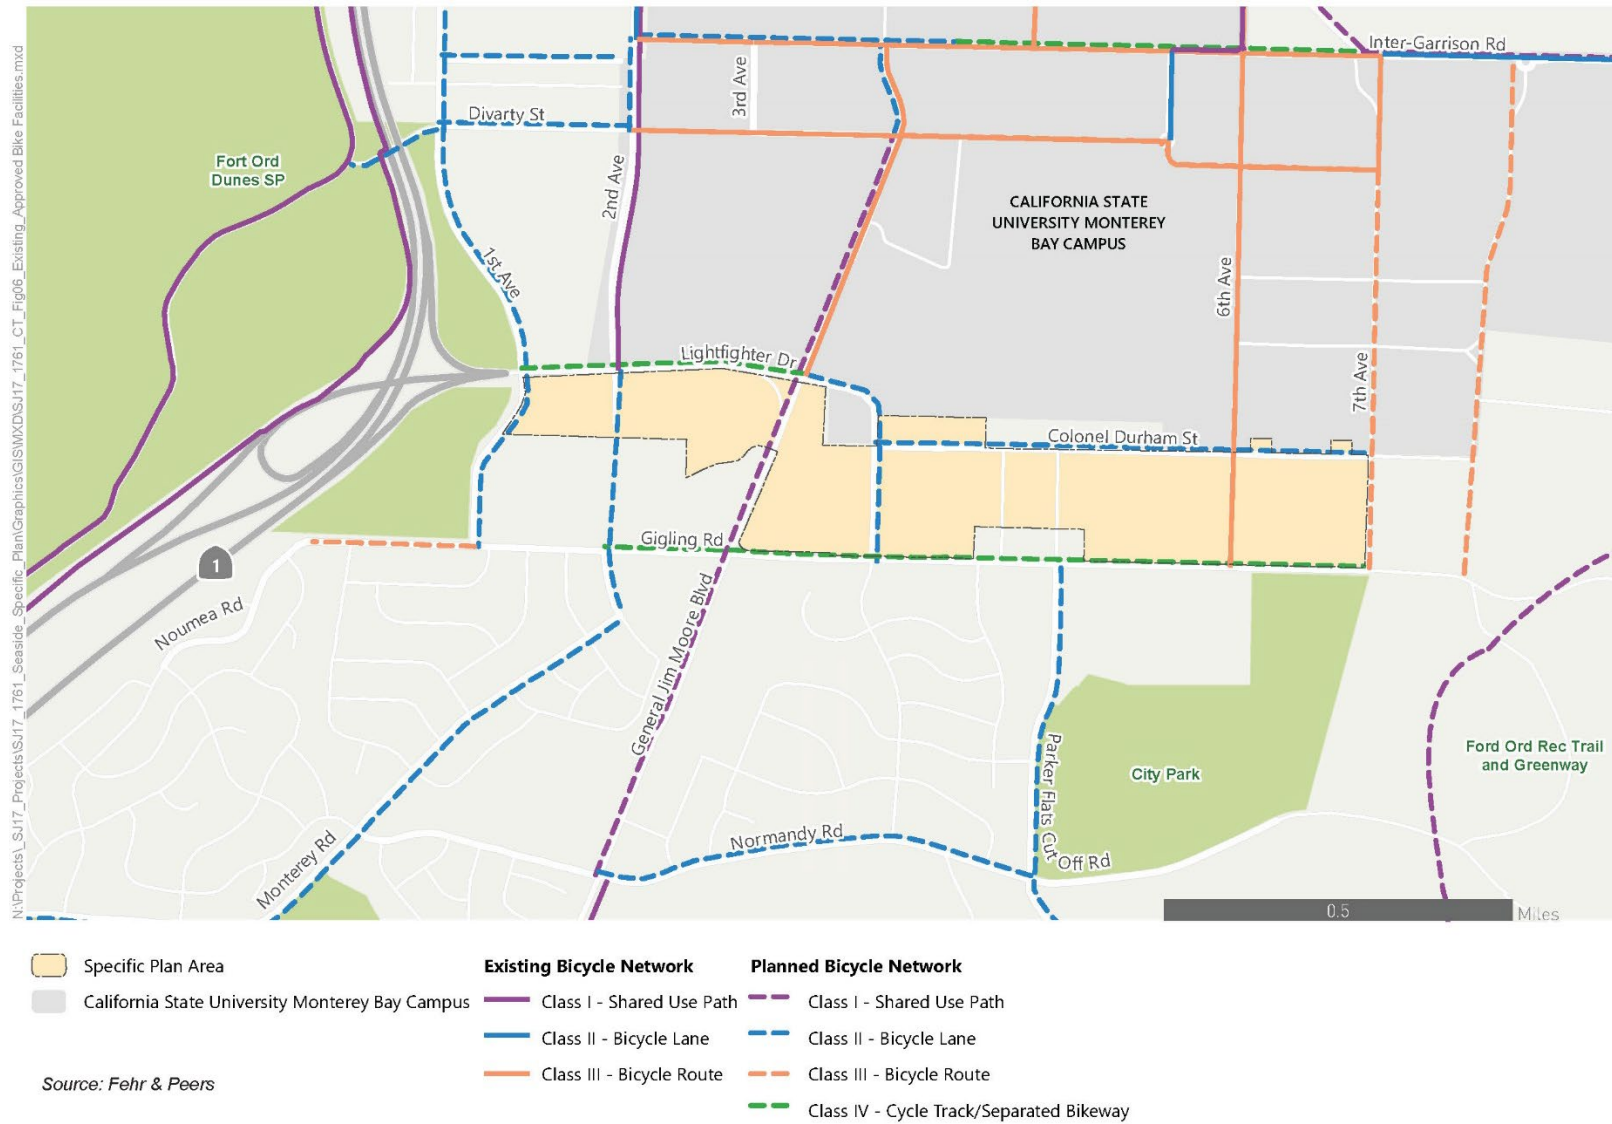 N:\Projects\_SJ17_Projects\SJ17_1761_Seaside_Specific_Plan\Graphics\GIS\MXD\SJ17_1761_CT_Fig06_Existing_Approved Bike Facilities.mxd
Inter-Garrison Rd
3rd Ave
Divarty St
Fort Ord
Dunes SP
2nd Ave
CALIFORNIA STATE
UNIVERSITY MONTEREY
BAY CAMPUS
1st Ave
6th Ave
Lightfighter Dr
7th Ave
Colonel Durham St
Gigling Rd
1
Noumea Rd
General Jim Moore Blvd
Parker Flats Cut
Off Rd
City Park
Ford Ord Rec Trail
and Greenway
Normandy Rd
Monterey Rd
0.5
Miles
Specific Plan Area
California State University Monterey Bay Campus
Existing Bicycle Network
Class I - Shared Use Path
Class II - Bicycle Lane
Class III - Bicycle Route
Planned Bicycle Network
Class I - Shared Use Path
Class II - Bicycle Lane
Class III - Bicycle Route
Class IV - Cycle Track/Separated Bikeway
Source: Fehr & Peers